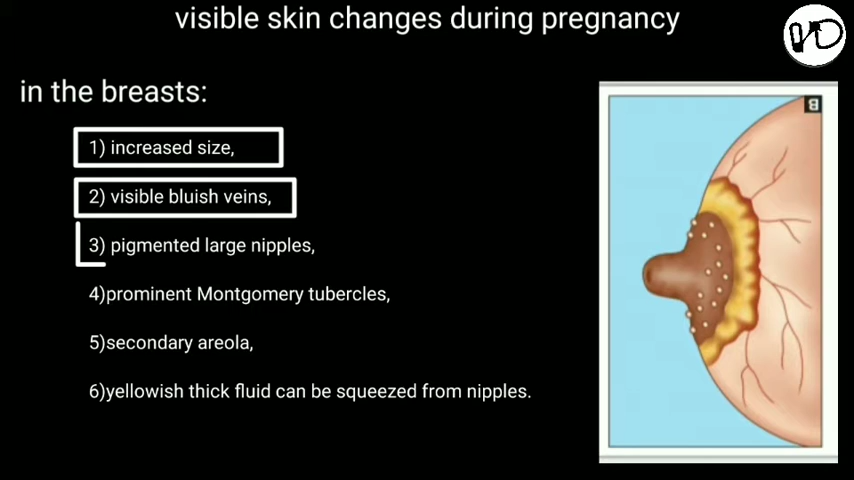 visible skin changes during pregnancy
in the breasts:
1) increased size,
2) visible bluish veins,
3) pigmented large nipples,
4)prominent Montgomery tubercles,
5)secondary areola,
6)yellowish thick fluid can be squeezed from nipples.
B